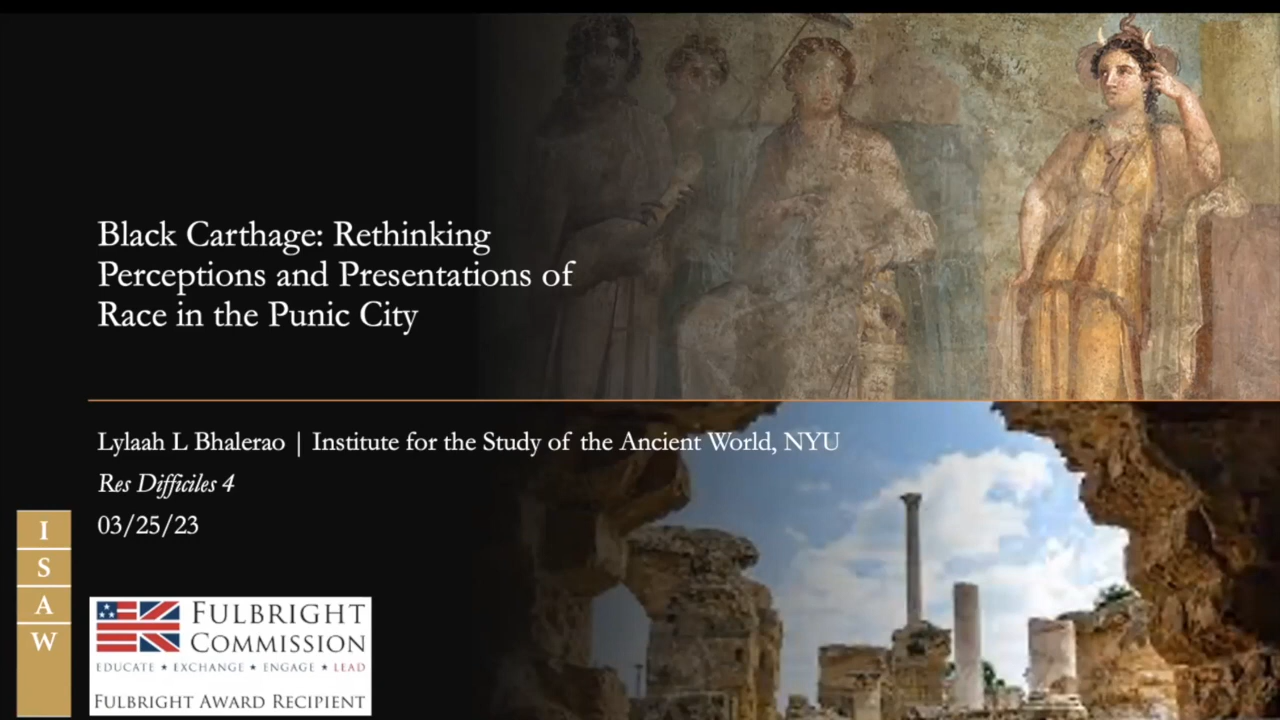 Black Carthage: Rethinking
Perceptions and Presentations of
Race in the Punic City
Lylaah L Bhalerao | Institute for the Study of the Ancient World, NYU
Res Difficiles 4
03/25/23
I
S
A
W
FULBRIGHT
COMMISSION
EDUCATE ★ EXCHANGE ★ ENGAGE ★ LEAD
FULBRIGHT AWARD RECIPIENT